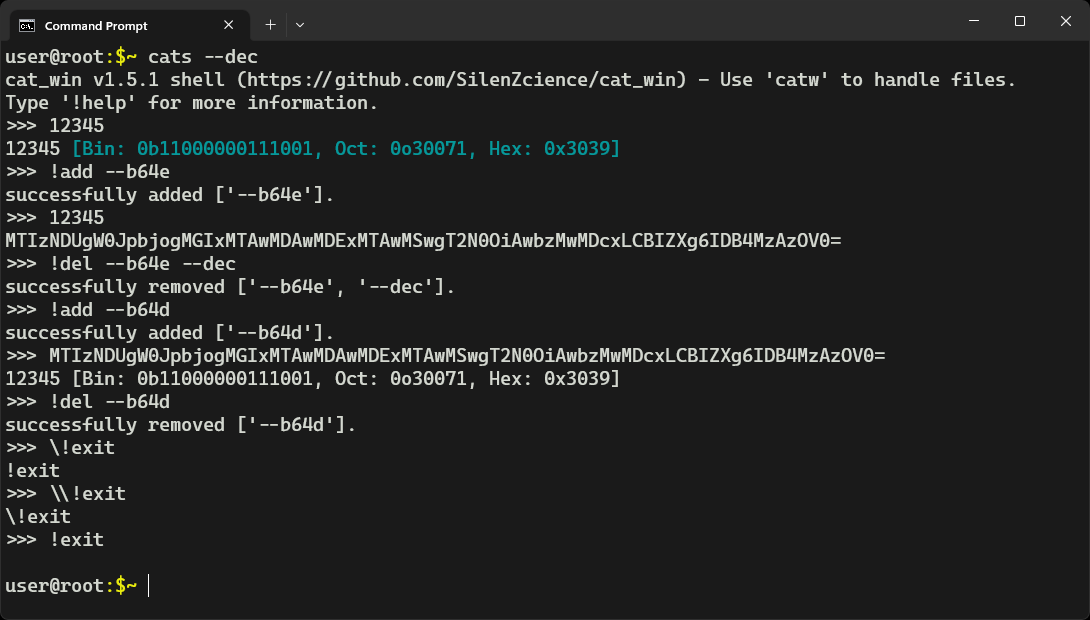 Command Prompt
user@root:$~ cats --dec
cat_win v1.5.1 shell (https://github.com/SilenZcience/cat_win) - Use 'catw' to handle files.
Type '!help' for more information.
>>> 12345
12345 [Bin: 0b11000000111001, Oct: 0o30071, Hex: 0x3039]
>>> !add --b64e
successfully added ['--b64e'].
>>> 12345
MTIzNDUgW0JpbjogMGIxMTAwMDAwMDExMTAwMSwgT2N0OiAwbzMwMDcxLCBIZXg6IDB4MzAzOV0=
>>> !del --b64e --dec
successfully removed ['--b64e', '--dec'].
>>> !add --b64d
successfully added ['--b64d'].
>>> MTIzNDUgW0JpbjogMGIxMTAwMDAwMDExMTAwMSwgT2N0OiAwbzMwMDcxLCBIZXg6IDB4MzAzOV0=
12345 [Bin: 0b11000000111001, Oct: 0o30071, Hex: 0x3039]
>>> !del --b64d
successfully removed ['--b64d'].
>>> \!exit
!exit
>>> \\!exit
\!exit
>>> !exit
user@root:$~